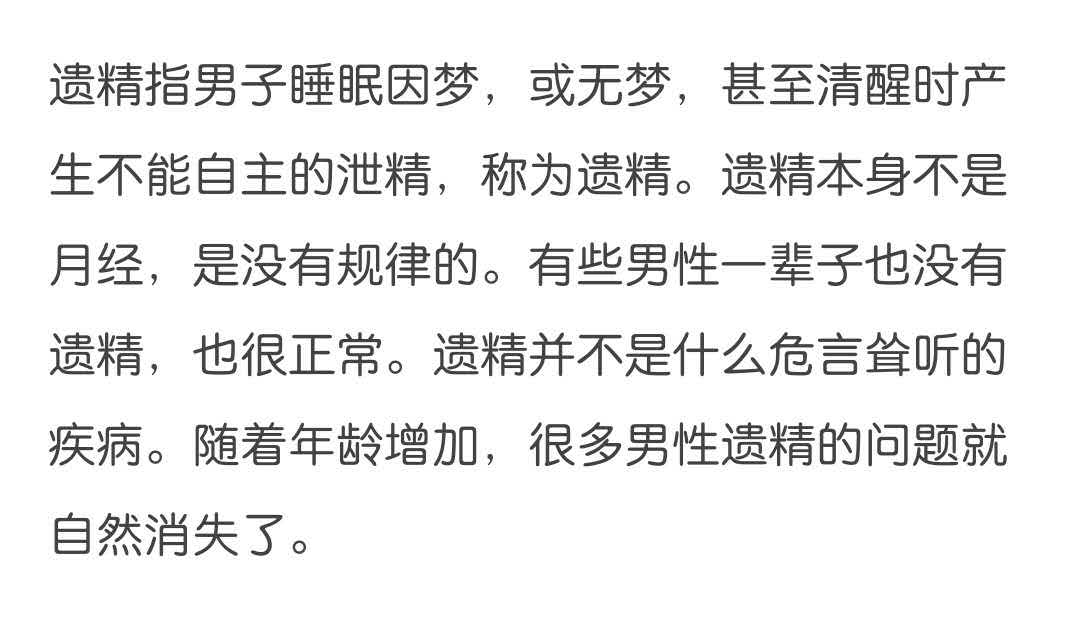 遗精指男子睡眠因梦，或无梦，甚至清醒时产
生不能自主的泄精，称为遗精。遗精本身不是
月经，是没有规律的。有些男性一辈子也没有
遗精，也很正常。遗精并不是什么危言耸听的
疾病。随着年龄增加，很多男性遗精的问题就
自然消失了。